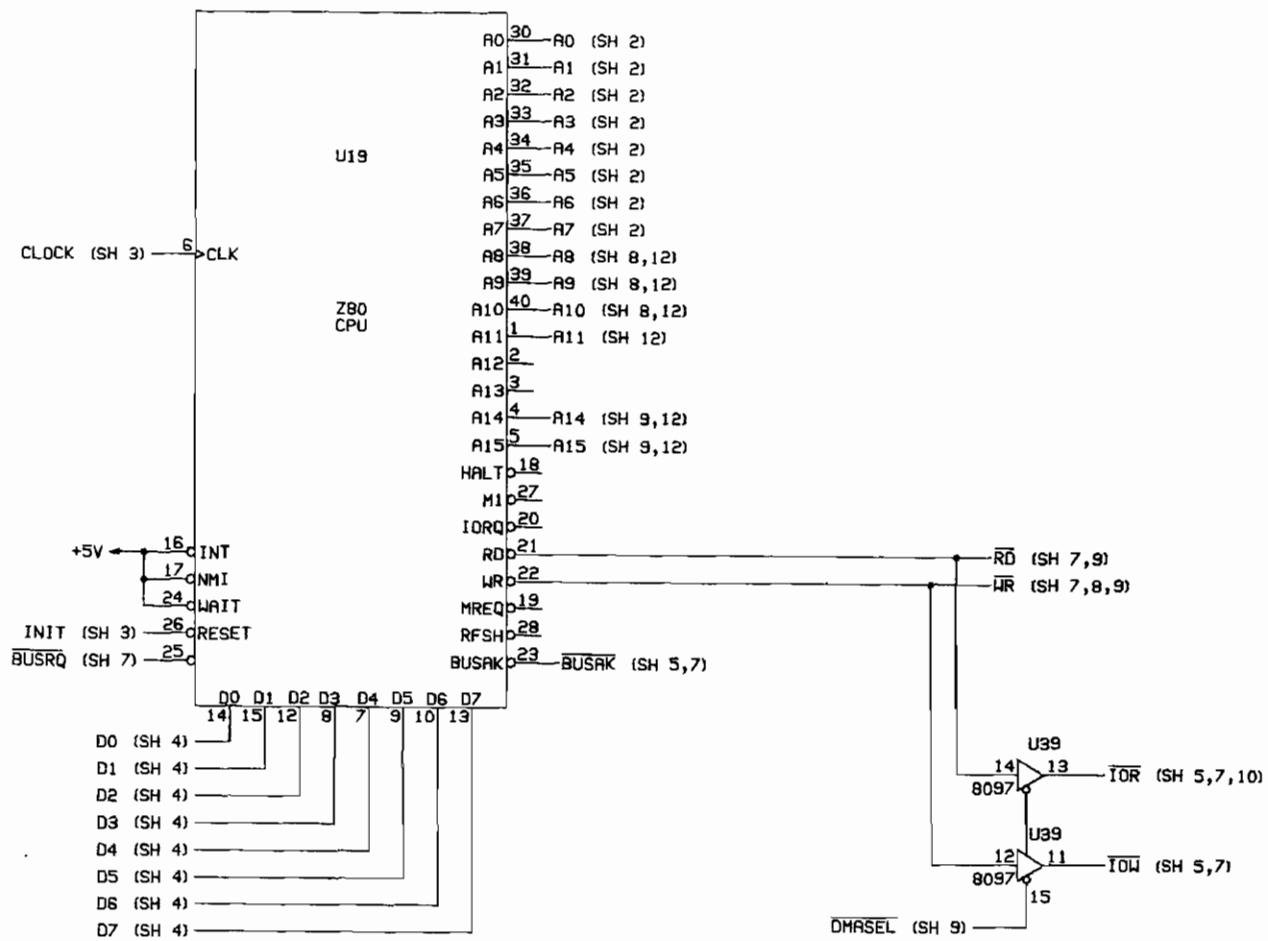 A0 30 A0 (SH 2)
A1 31 A1 (SH 2)
A2 32 A2 (SH 2)
A3 33 A3 (SH 2)
A4 34 A4 (SH 2)
A5 35 A5 (SH 2)
A6 36 A6 (SH 2)
A7 37 A7 (SH 2)
A8 38 A8 (SH 8,12)
A9 39 A9 (SH 8,12)
A10 40 A10 (SH 8,12)
A11 1 A11 (SH 12)
A12 2
A13 3
A14 4 A14 (SH 9,12)
A15 5 A15 (SH 9,12)
HALT 18
M1 27
IORQ 20
RD 21 RD (SH 7,9)
WR 22 WR (SH 7,8,9)
MREQ 19
RFSH 28
BUSAK 23 BUSAK (SH 5,7)
U19
Z80
CPU
CLOCK (SH 3) 6 CLK
+5V 16 INT
17 NMI
24 WAIT
INIT (SH 3) 26 RESET
BUSRQ (SH 7) 25
D0 D1 D2 D3 D4 D5 D6 D7
14 15 12 8 7 9 10 13
D0 (SH 4)
D1 (SH 4)
D2 (SH 4)
D3 (SH 4)
D4 (SH 4)
D5 (SH 4)
D6 (SH 4)
D7 (SH 4)
U39
14 13 IOR (SH 5,7,10)
8097
U39
12 11 IOW (SH 5,7)
8097
15
DMASEL (SH 9)